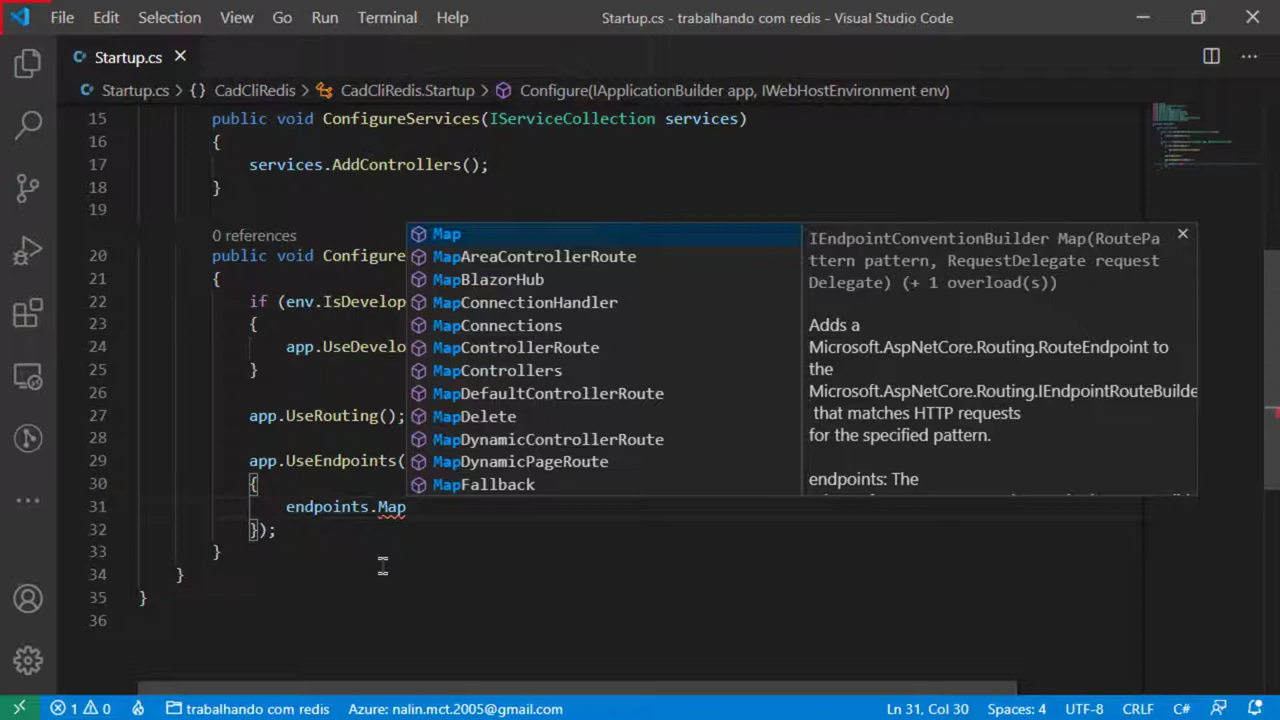 File Edit Selection View Go Run Terminal Help Startup.cs - trabalhando com redis - Visual Studio Code
Startup.cs
Startup.cs > {} CadCliRedis > CadCliRedis.Startup > Configure(IApplicationBuilder app, IWebHostEnvironment env)
15 public void ConfigureServices(IServiceCollection services)
16 {
17 services.AddControllers();
18 }
19
0 references
20 public void Configure
21 {
22 if (env.IsDevelop
23 {
24 app.UseDevelo
25 }
26
27 app.UseRouting();
28
29 app.UseEndpoints(
30 {
31 endpoints.Map
32 });
33 }
34 }
35 }
36
Map
MapAreaControllerRoute
MapBlazorHub
MapConnectionHandler
MapConnections
MapControllerRoute
MapControllers
MapDefaultControllerRoute
MapDelete
MapDynamicControllerRoute
MapDynamicPageRoute
MapFallback
IEndpointConventionBuilder Map(RoutePa
ttern pattern, RequestDelegate request
Delegate) (+ 1 overload(s))
Adds a
Microsoft.AspNetCore.Routing.RouteEndpoint to
the
Microsoft.AspNetCore.Routing.IEndpointRouteBuilde
that matches HTTP requests
for the specified pattern.
endpoints: The
1 0 trabalhando com redis Azure: nalin.mct.2005@gmail.com Ln 31, Col 30 Spaces: 4 UTF-8 CRLF C#